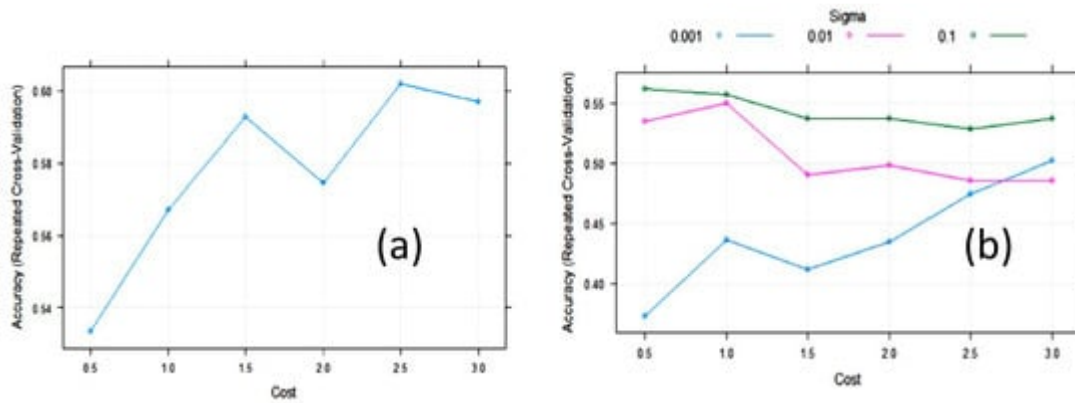 Accuracy (Repeated Cross-Validation)
0.60
0.58
0.56
0.54
(a)
0.5 1.0 1.5 2.0 2.5 3.0
Cost
Sigma
0.001 0.01 0.1
Accuracy (Repeated Cross-Validation)
0.55
0.50
0.45
0.40
(b)
0.5 1.0 1.5 2.0 2.5 3.0
Cost